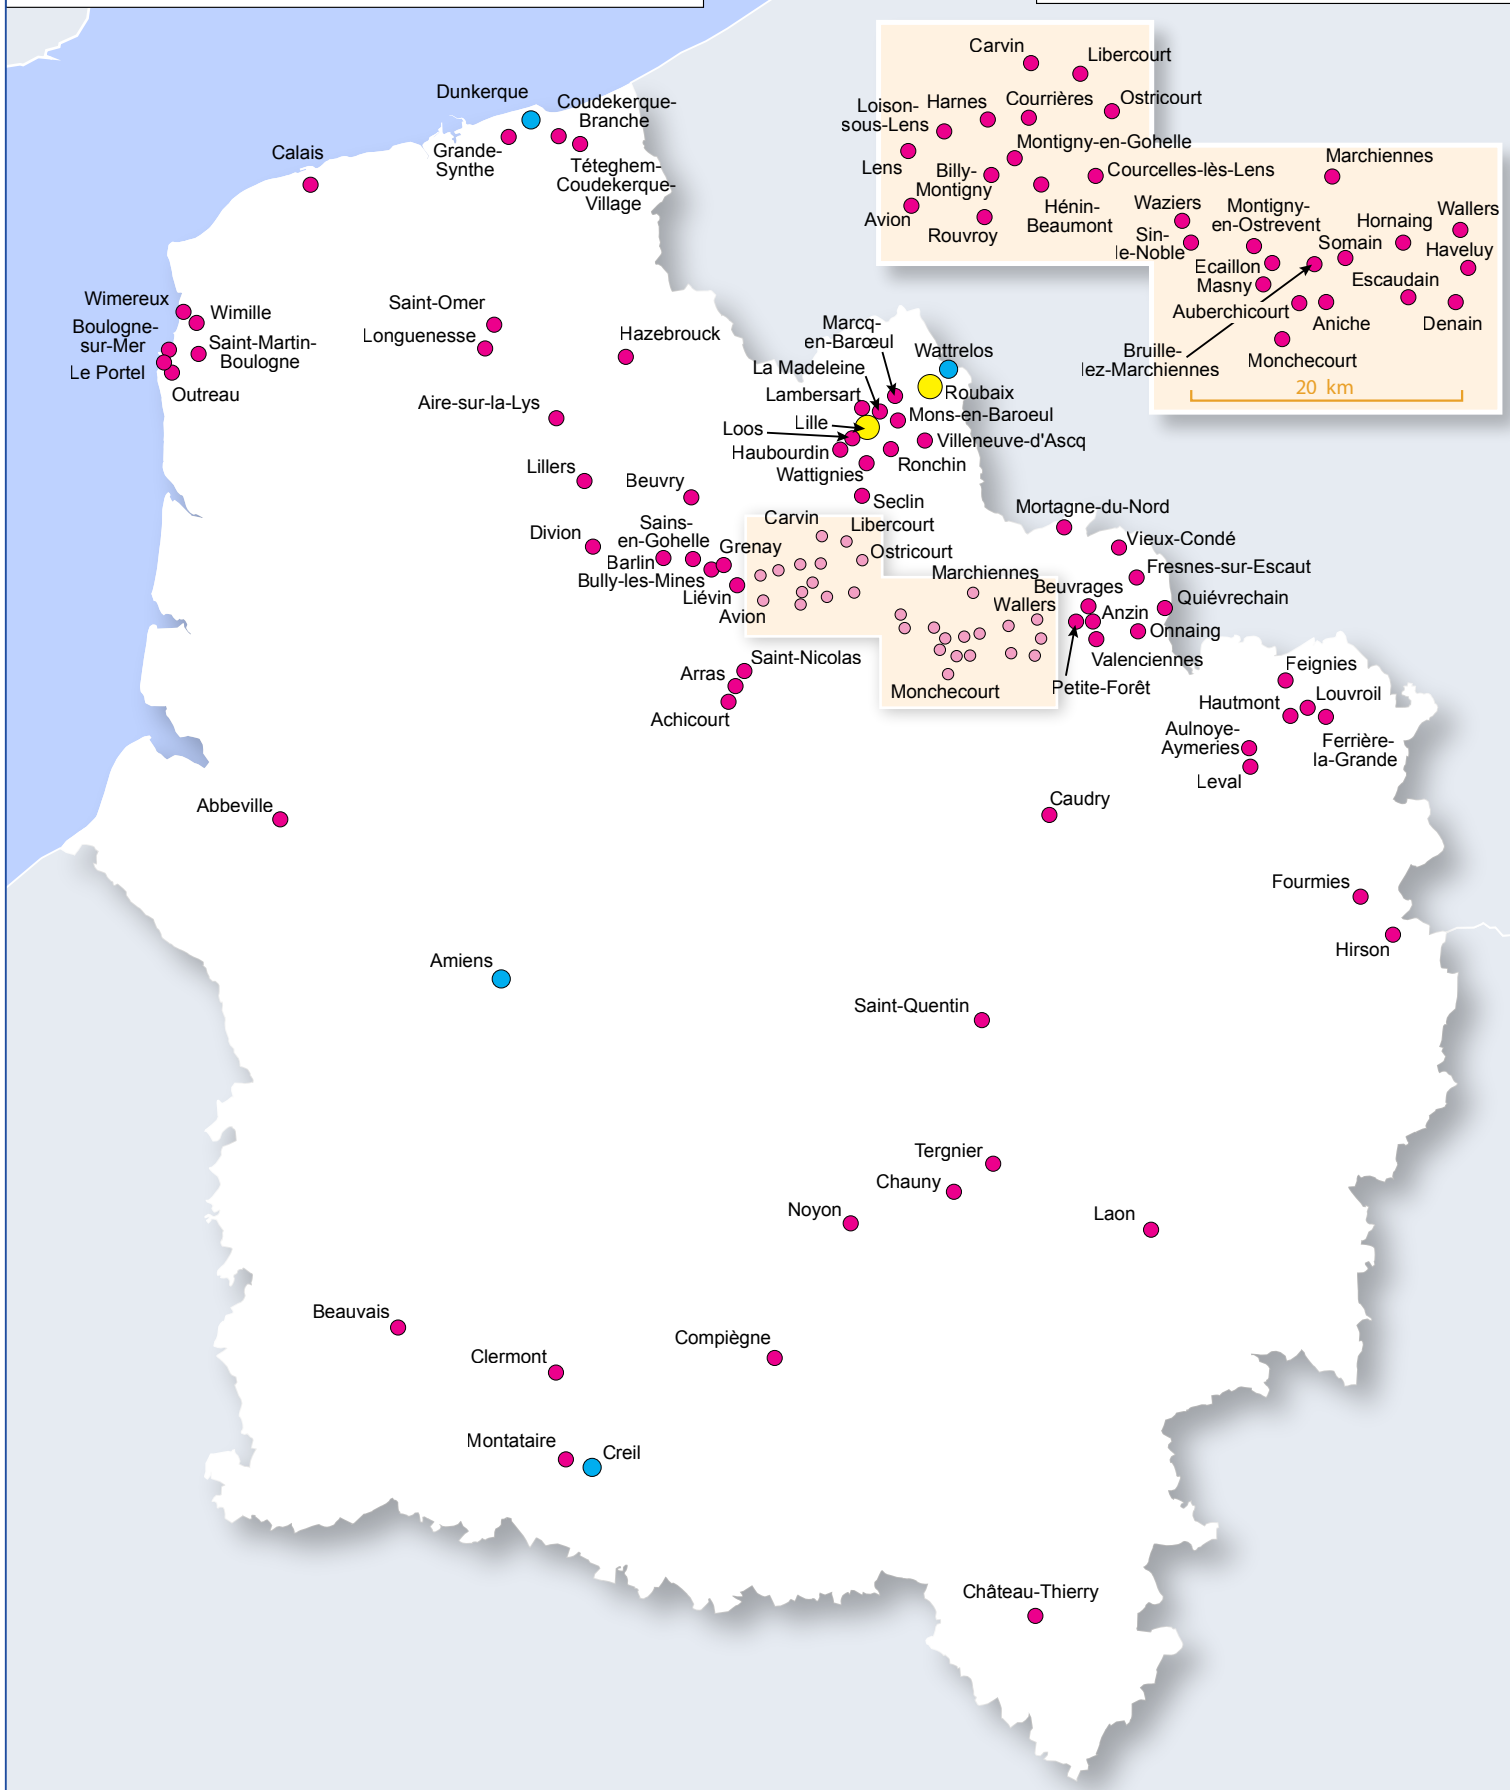 Carvin
Libercourt
Loison-
sous-Lens
Harnes
Courrières
Ostricourt
Montigny-en-Gohelle
Lens
Billy-
Montigny
Courcelles-lès-Lens
Avion
Rouvroy
Hénin-
Beaumont
Marchiennes
Waziers
Sin-
le-Noble
Montigny-
en-Ostrevent
Hornaing
Wallers
Somain
Haveluy
Ecaillon
Masny
Escaudain
Auberchicourt
Aniche
Denain
Bruille-
lez-Marchiennes
Monchecourt
20 km
Dunkerque
Coudekerque-
Branche
Grande-
Synthe
Téteghem-
Coudekerque-
Village
Calais
Wimereux
Wimille
Boulogne-
sur-Mer
Saint-Martin-
Boulogne
Le Portel
Outreau
Saint-Omer
Longuenesse
Hazebrouck
Aire-sur-la-Lys
Marcq-
en-Barœul
Wattrelos
La Madeleine
Roubaix
Lambersart
Mons-en-Baroeul
Lille
Loos
Villeneuve-d'Ascq
Haubourdin
Ronchin
Wattignies
Seclin
Lillers
Beuvry
Divion
Sains-
en-Gohelle
Grenay
Barlin
Bully-les-Mines
Liévin
Avion
Carvin
Libercourt
Ostricourt
Marchiennes
Wallers
Monchecourt
Mortagne-du-Nord
Vieux-Condé
Fresnes-sur-Escaut
Beuvrages
Quiévrechain
Anzin
Onnaing
Valenciennes
Petite-Forêt
Saint-Nicolas
Arras
Achicourt
Feignies
Hautmont
Louvroil
Aulnoye-
Aymeries
Ferrière-
la-Grande
Leval
Abbeville
Caudry
Fourmies
Hirson
Amiens
Saint-Quentin
Tergnier
Chauny
Noyon
Laon
Beauvais
Compiègne
Clermont
Montataire
Creil
Château-Thierry